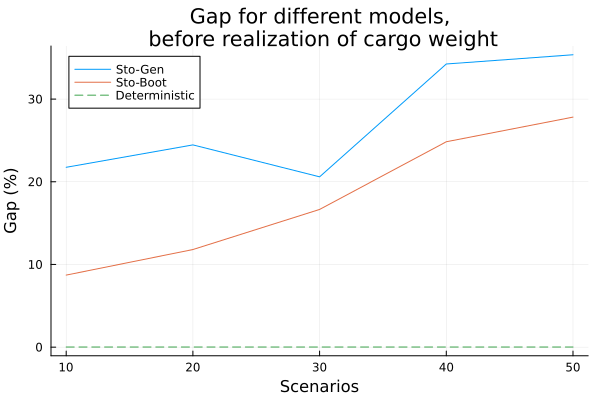 Gap for different models,
before realization of cargo weight
Sto-Gen
Sto-Boot
Deterministic
Gap (%)
30
20
10
0
10 20 30 40 50
Scenarios